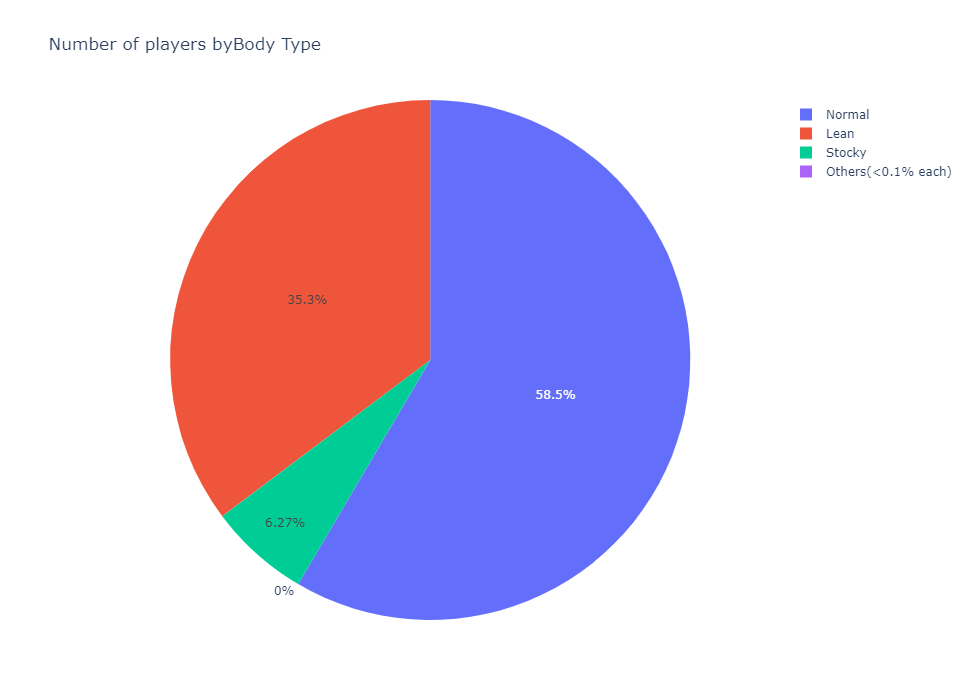 Number of players byBody Type
Normal
Lean
Stocky
Others(<0.1% each)
35.3%
58.5%
6.27%
0%